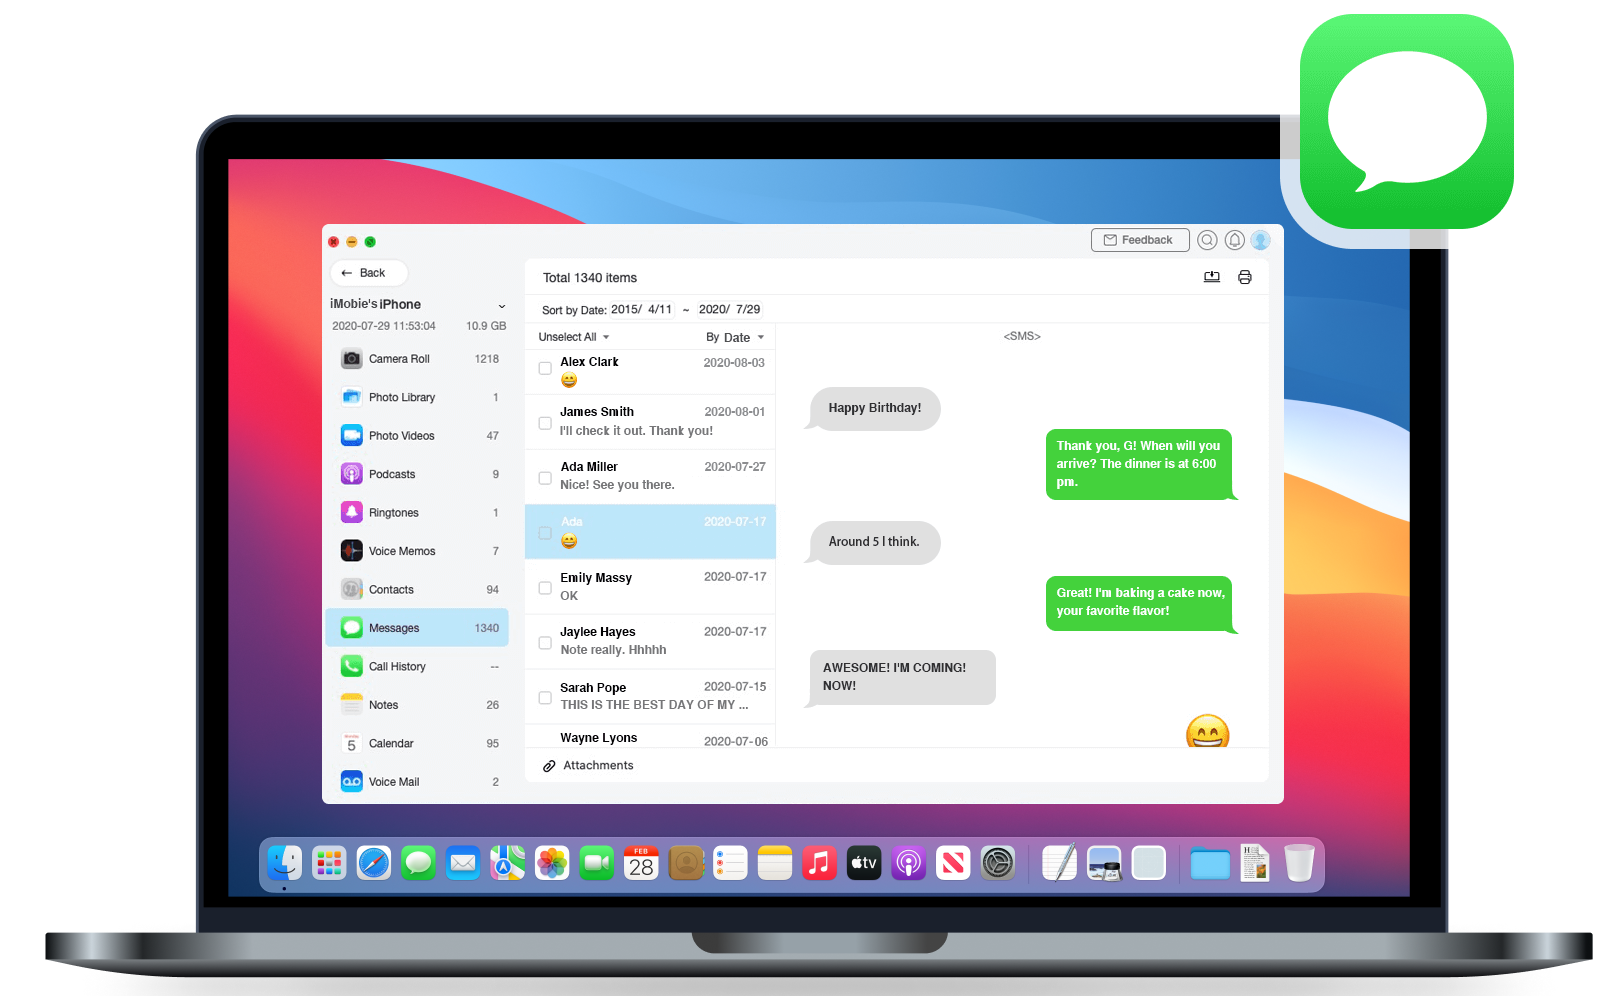 Feedback
Back
iMobie's iPhone
2020-07-29 11:53:04 10.9 GB
Camera Roll 1218
Photo Library 1
Photo Videos 47
Podcasts 9
Ringtones 1
Voice Memos 7
Contacts 94
Messages 1340
Call History --
Notes 26
Calendar 95
5
Voice Mail 2
Total 1340 items
Sort by Date: 2015/ 4/11 ~ 2020/ 7/29
Unselect All By Date
Alex Clark 2020-08-03
😄
James Smith 2020-08-01
I'll check it out. Thank you!
Ada Miller 2020-07-27
Nice! See you there.
Ada 2020-07-17
😄
Emily Massy 2020-07-17
OK
Jaylee Hayes 2020-07-17
Note really. Hhhhh
Sarah Pope 2020-07-15
THIS IS THE BEST DAY OF MY ...
Wayne Lyons 2020-07-06
Attachments
<SMS>
Happy Birthday!
Thank you, G! When will you
arrive? The dinner is at 6:00
pm.
Around 5 I think.
Great! I'm baking a cake now,
your favorite flavor!
AWESOME! I'M COMING!
NOW!
😄
FEB
28
tv